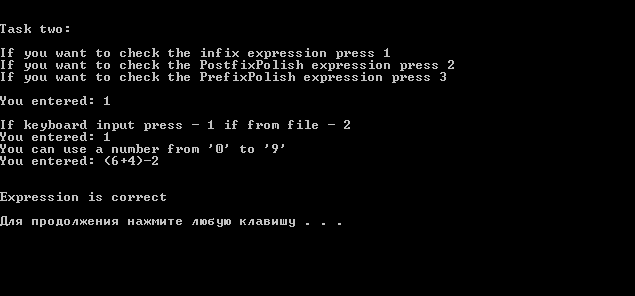 Task two:
If you want to check the infix expression press 1
If you want to check the PostfixPolish expression press 2
If you want to check the PrefixPolish expression press 3
You entered: 1
If keyboard input press - 1 if from file - 2
You entered: 1
You can use a number from '0' to '9'
You entered: (6+4)-2
Expression is correct
Для продолжения нажмите любую клавишу . . .